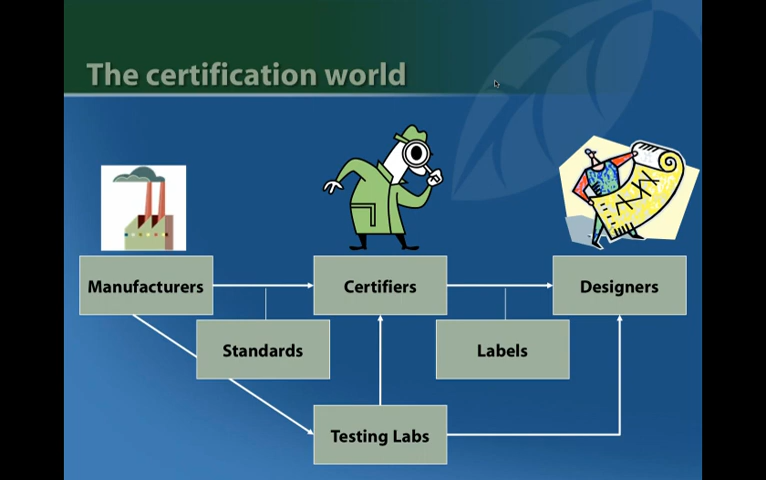 The certification world
Manufacturers
Certifiers
Designers
Standards
Labels
Testing Labs